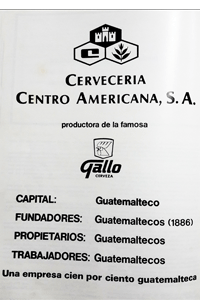 CERVECERIA
CENTRO AMERICANA, S. A.
productora de la famosa
Gallo
CERVEZA
CAPITAL: Guatemalteco
FUNDADORES: Guatemaltecos (1886)
PROPIETARIOS: Guatemaltecos
TRABAJADORES: Guatemaltecos
Una empresa cien por ciento guatemalteca